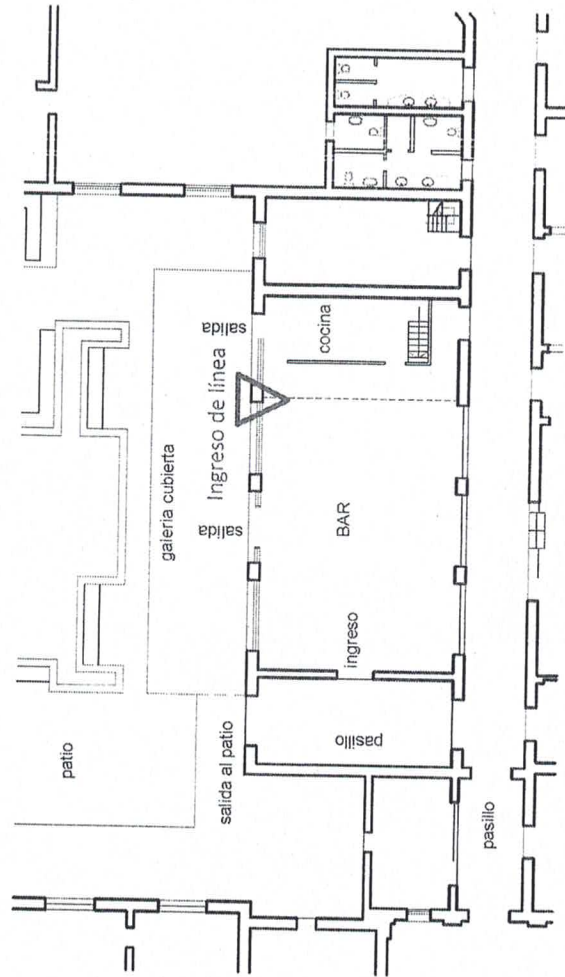 patio
salida al patio
galeria cubierta
salida
Ingreso de línea
salida
pasillo
ingreso
BAR
cocina
pasillo